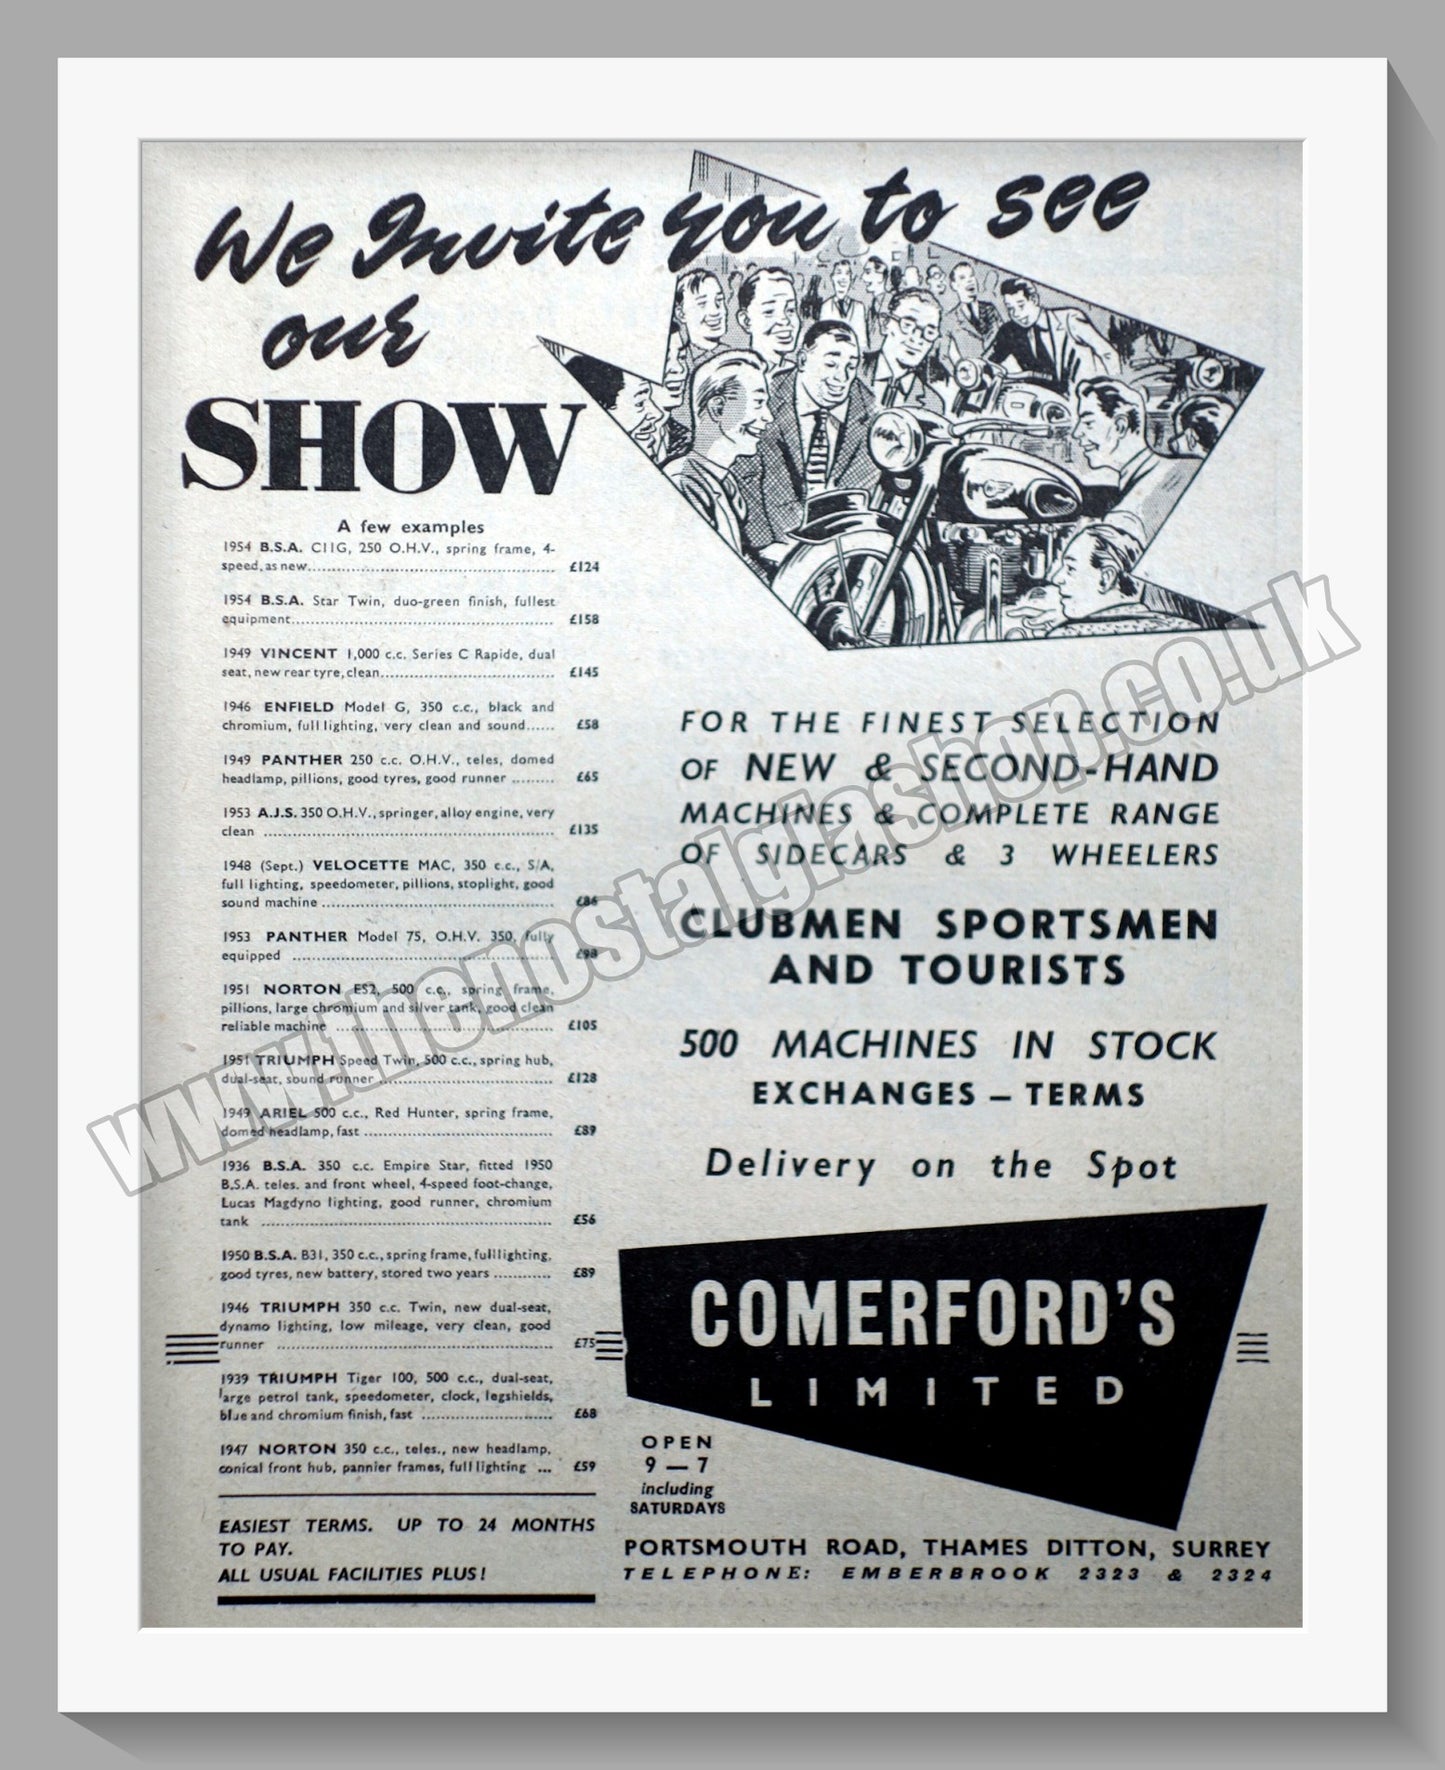 We Invite you to see
our
SHOW
A few examples
1954 B.S.A. C11G, 250 O.H.V., spring frame, 4-
speed, as new................ £124
1954 B.S.A. Star Twin, duo-green finish, fullest
equipment................ £158
1949 VINCENT 1,000 c.c. Series C Rapide, dual
seat, new rear tyre, clean................ £145
1946 ENFIELD Model G, 350 c.c., black and
chromium, full lighting, very clean and sound...... £58
1949 PANTHER 250 c.c. O.H.V., teles, domed
headlamp, pillions, good tyres, good runner ......... £65
1953 A.J.S. 350 O.H.V., springer, alloy engine, very
clean ................ £135
1948 (Sept.) VELOCETTE MAC, 350 c.c., S/A,
full lighting, speedometer, pillions, stoplight, good
sound machine ................ £86
1953 PANTHER Model 75, O.H.V. 350, fully
equipped ................ £98
1951 NORTON ES2, 500 c.c., spring frame,
pillions, large chromium and silver tank, good clean
reliable machine ................ £105
1951 TRIUMPH Speed Twin, 500 c.c., spring hub,
dual-seat, sound runner ................ £128
1949 ARIEL 500 c.c., Red Hunter, spring frame,
domed headlamp, fast ................ £89
1936 B.S.A. 350 c.c. Empire Star, fitted 1950
B.S.A. teles. and front wheel, 4-speed foot-change,
Lucas Magdyno lighting, good runner, chromium
tank ................ £56
1950 B.S.A. B31, 350 c.c., spring frame, full lighting,
good tyres, new battery, stored two years ............ £89
1946 TRIUMPH 350 c.c. Twin, new dual-seat,
dynamo lighting, low mileage, very clean, good
runner ................ £75
1939 TRIUMPH Tiger 100, 500 c.c., dual-seat,
large petrol tank, speedometer, clock, legshields,
blue and chromium finish, fast ................ £68
1947 NORTON 350 c.c., teles., new headlamp,
conical front hub, pannier frames, full lighting ... £59
EASIEST TERMS. UP TO 24 MONTHS
TO PAY.
ALL USUAL FACILITIES PLUS!
FOR THE FINEST SELECTION
OF NEW & SECOND-HAND
MACHINES & COMPLETE RANGE
OF SIDECARS & 3 WHEELERS
CLUBMEN SPORTSMEN
AND TOURISTS
500 MACHINES IN STOCK
EXCHANGES – TERMS
Delivery on the Spot
COMERFORD'S
LIMITED
OPEN
9 — 7
including
SATURDAYS
PORTSMOUTH ROAD, THAMES DITTON, SURREY
TELEPHONE: EMBERBROOK 2323 & 2324
www.thenostalgiashop.co.uk